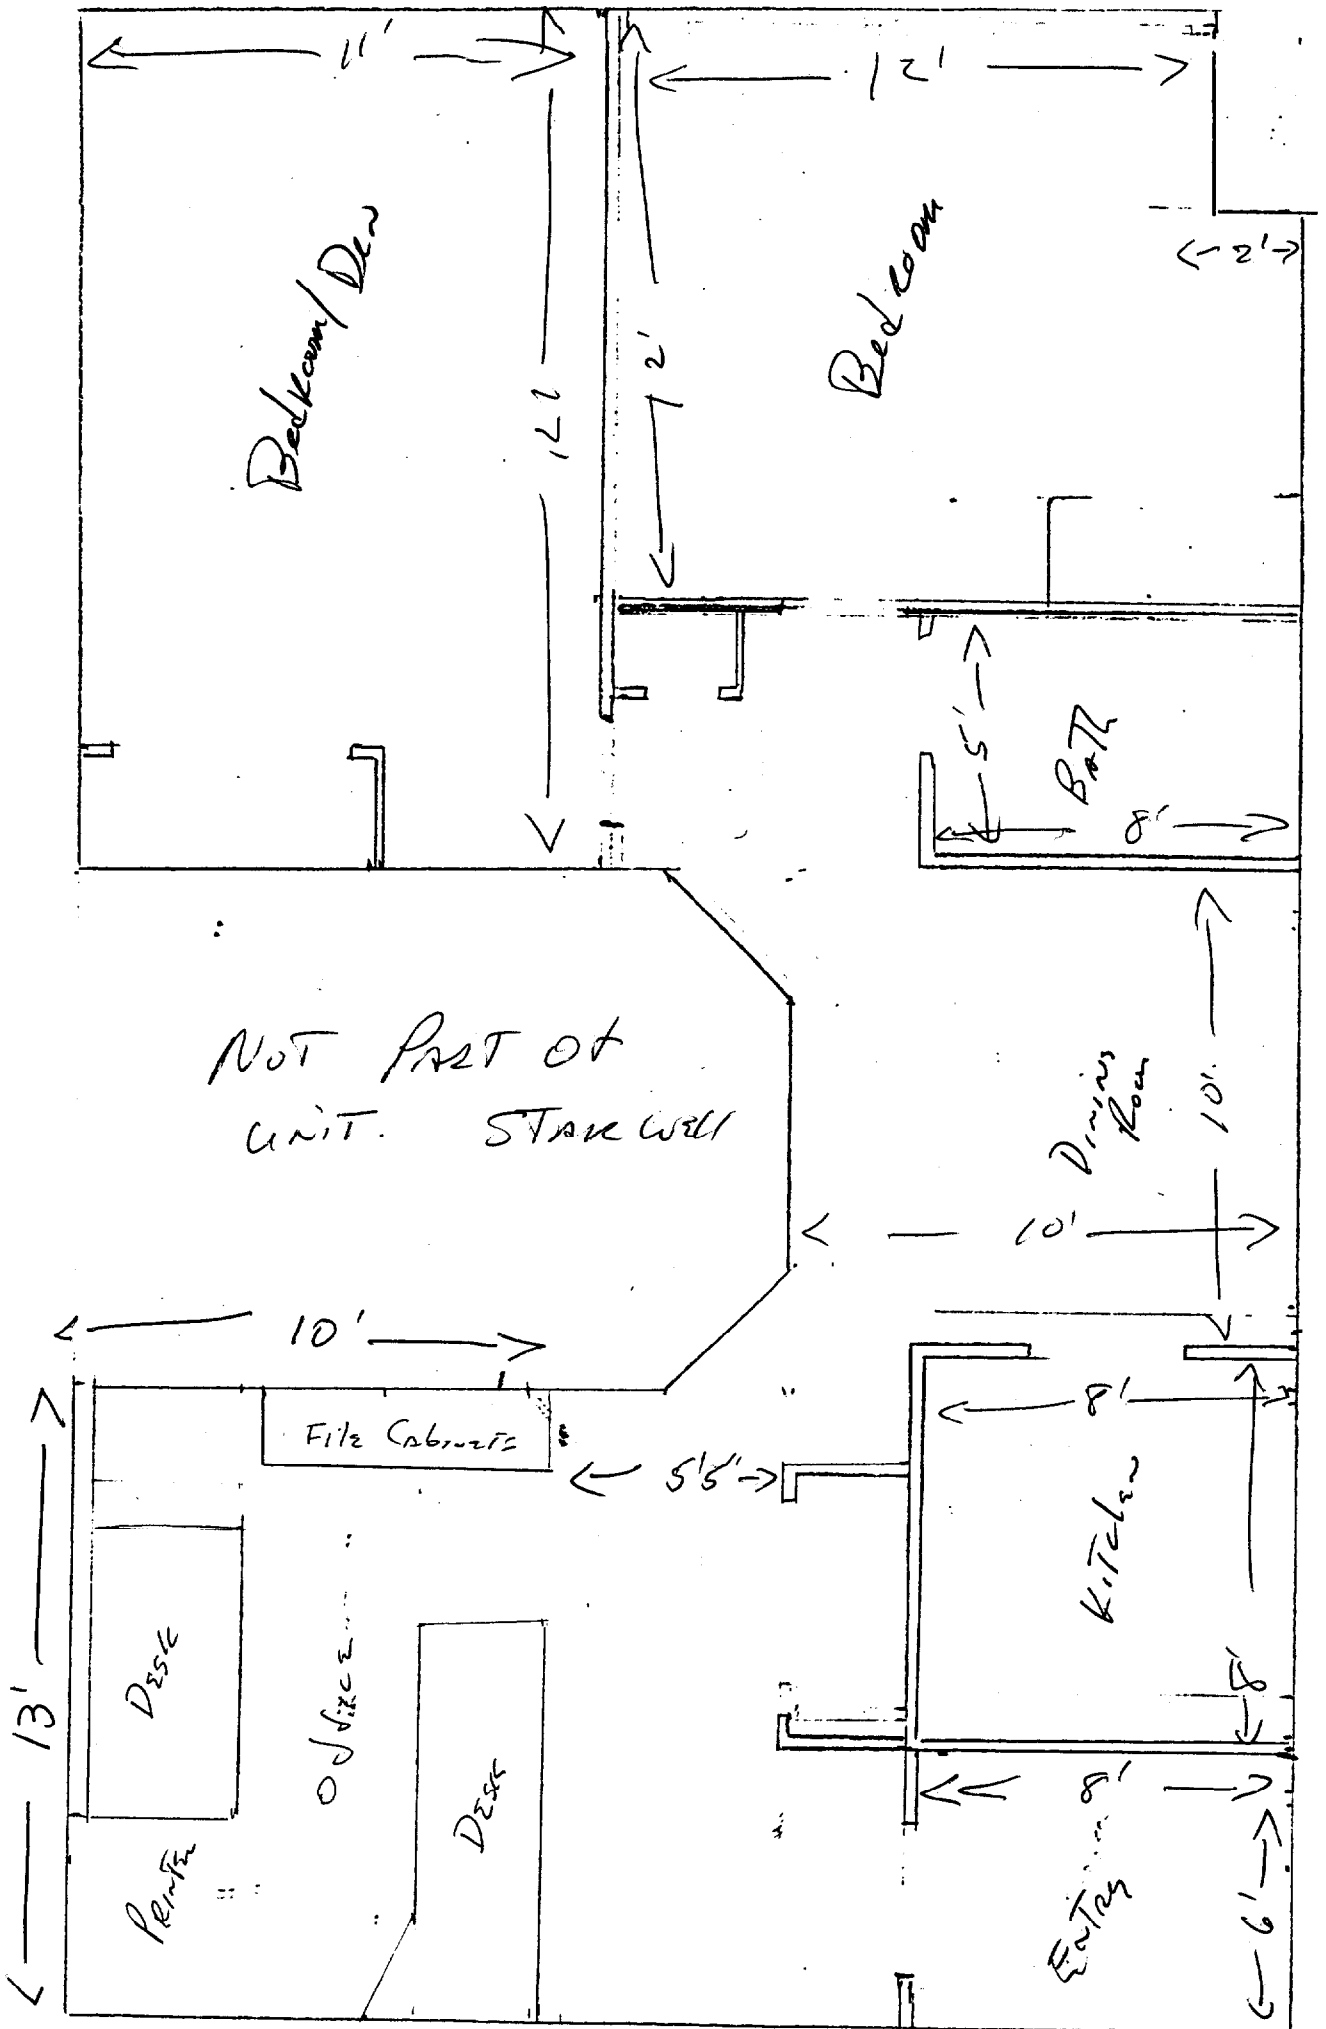 11'
12'
Bedroom/Den
Bedroom
2'
12'
5'
Bath
8'
NOT PART OF
UNIT. STAIRWELL
Dining
Room
10'
10'
10'
File Cabinets
5'5'
8'
Kitchen
13'
Desk
Office
Desk
8'
8'
Printer
Entry
6'